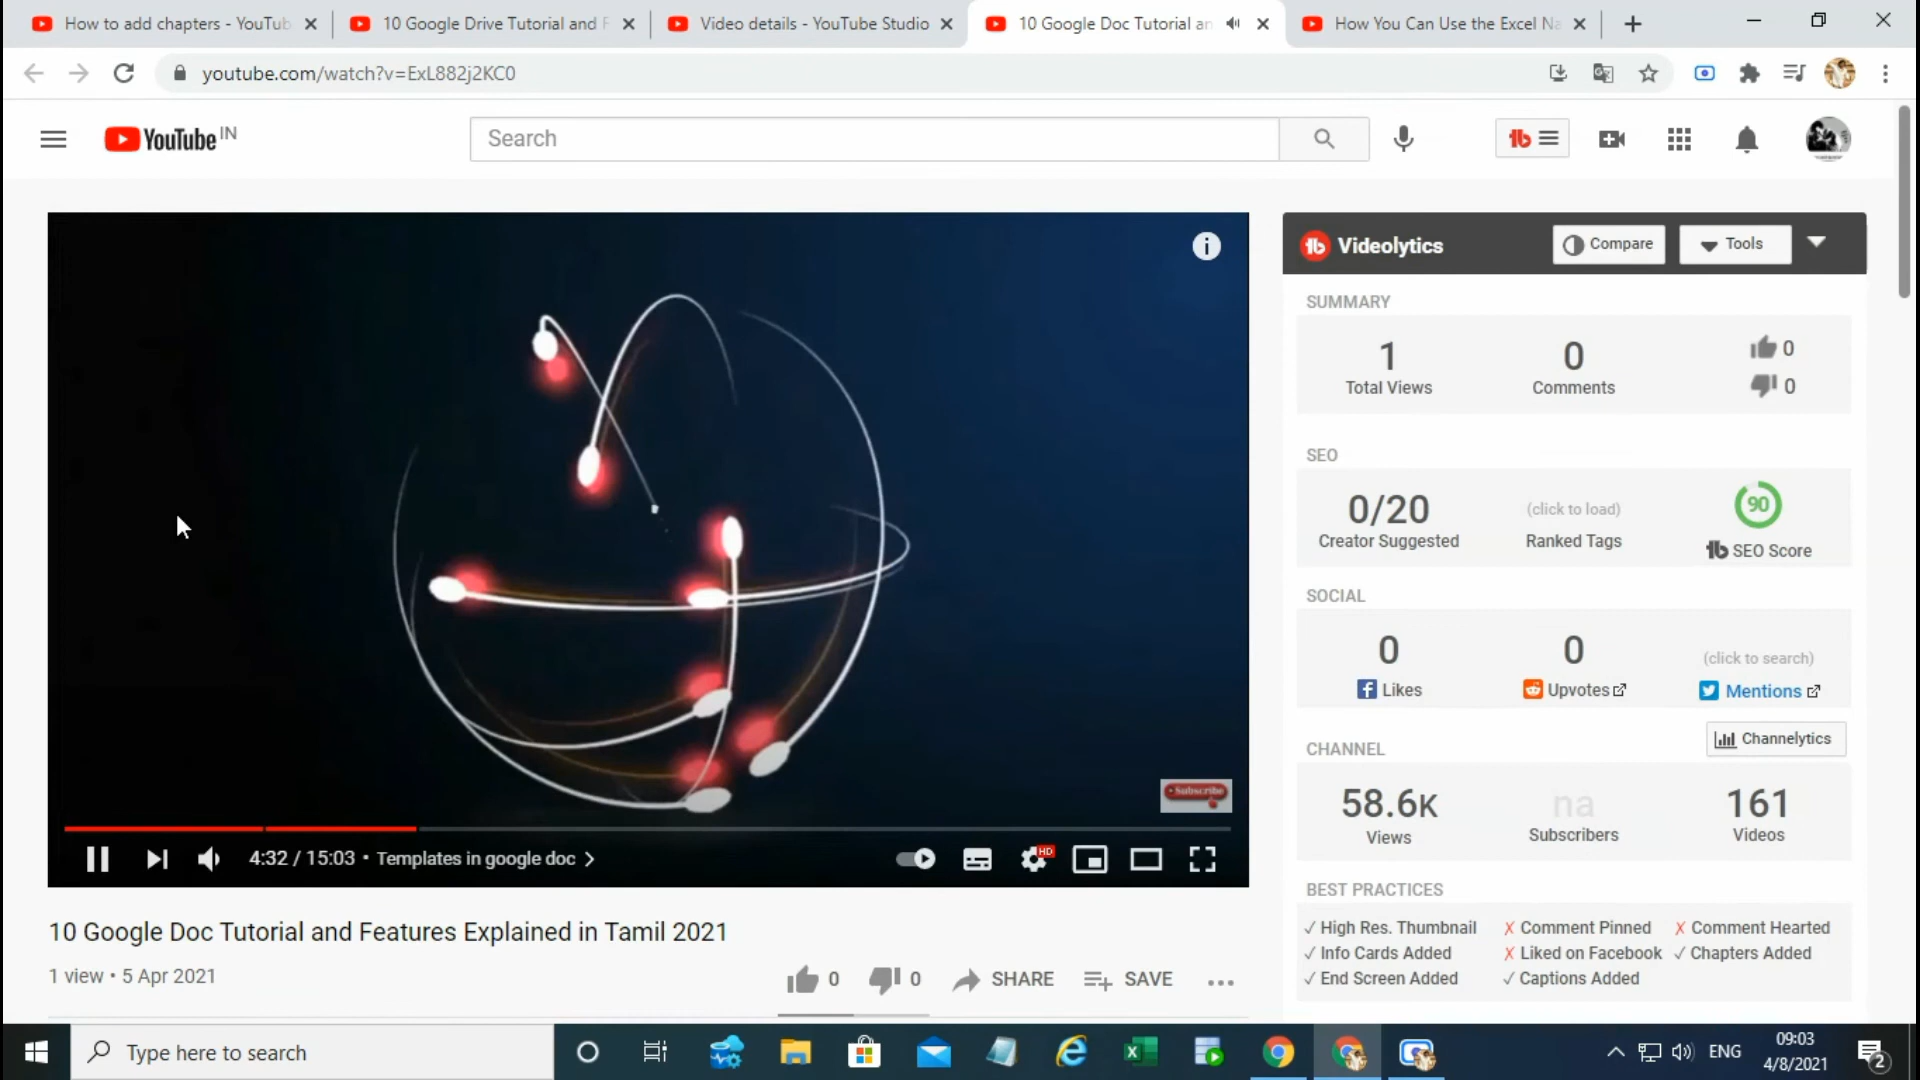 How to add chapters - YouTub
10 Google Drive Tutorial and F
Video details - YouTube Studio
10 Google Doc Tutorial an
How You Can Use the Excel Na
youtube.com/watch?v=ExL882j2KC0
YouTube IN
Search
Videolytics
Compare
Tools
SUMMARY
1
Total Views
0
Comments
0
0
SEO
0/20
Creator Suggested
(click to load)
Ranked Tags
90
SEO Score
SOCIAL
0
Likes
0
Upvotes
(click to search)
Mentions
CHANNEL
Channelytics
58.6K
Views
na
Subscribers
161
Videos
BEST PRACTICES
✓ High Res. Thumbnail
✗ Comment Pinned
✗ Comment Hearted
✓ Info Cards Added
✗ Liked on Facebook
✓ Chapters Added
✓ End Screen Added
✓ Captions Added
Subscribe
4:32 / 15:03 • Templates in google doc
HD
10 Google Doc Tutorial and Features Explained in Tamil 2021
1 view • 5 Apr 2021
0
0
SHARE
SAVE
Type here to search
ENG
09:03
4/8/2021
2